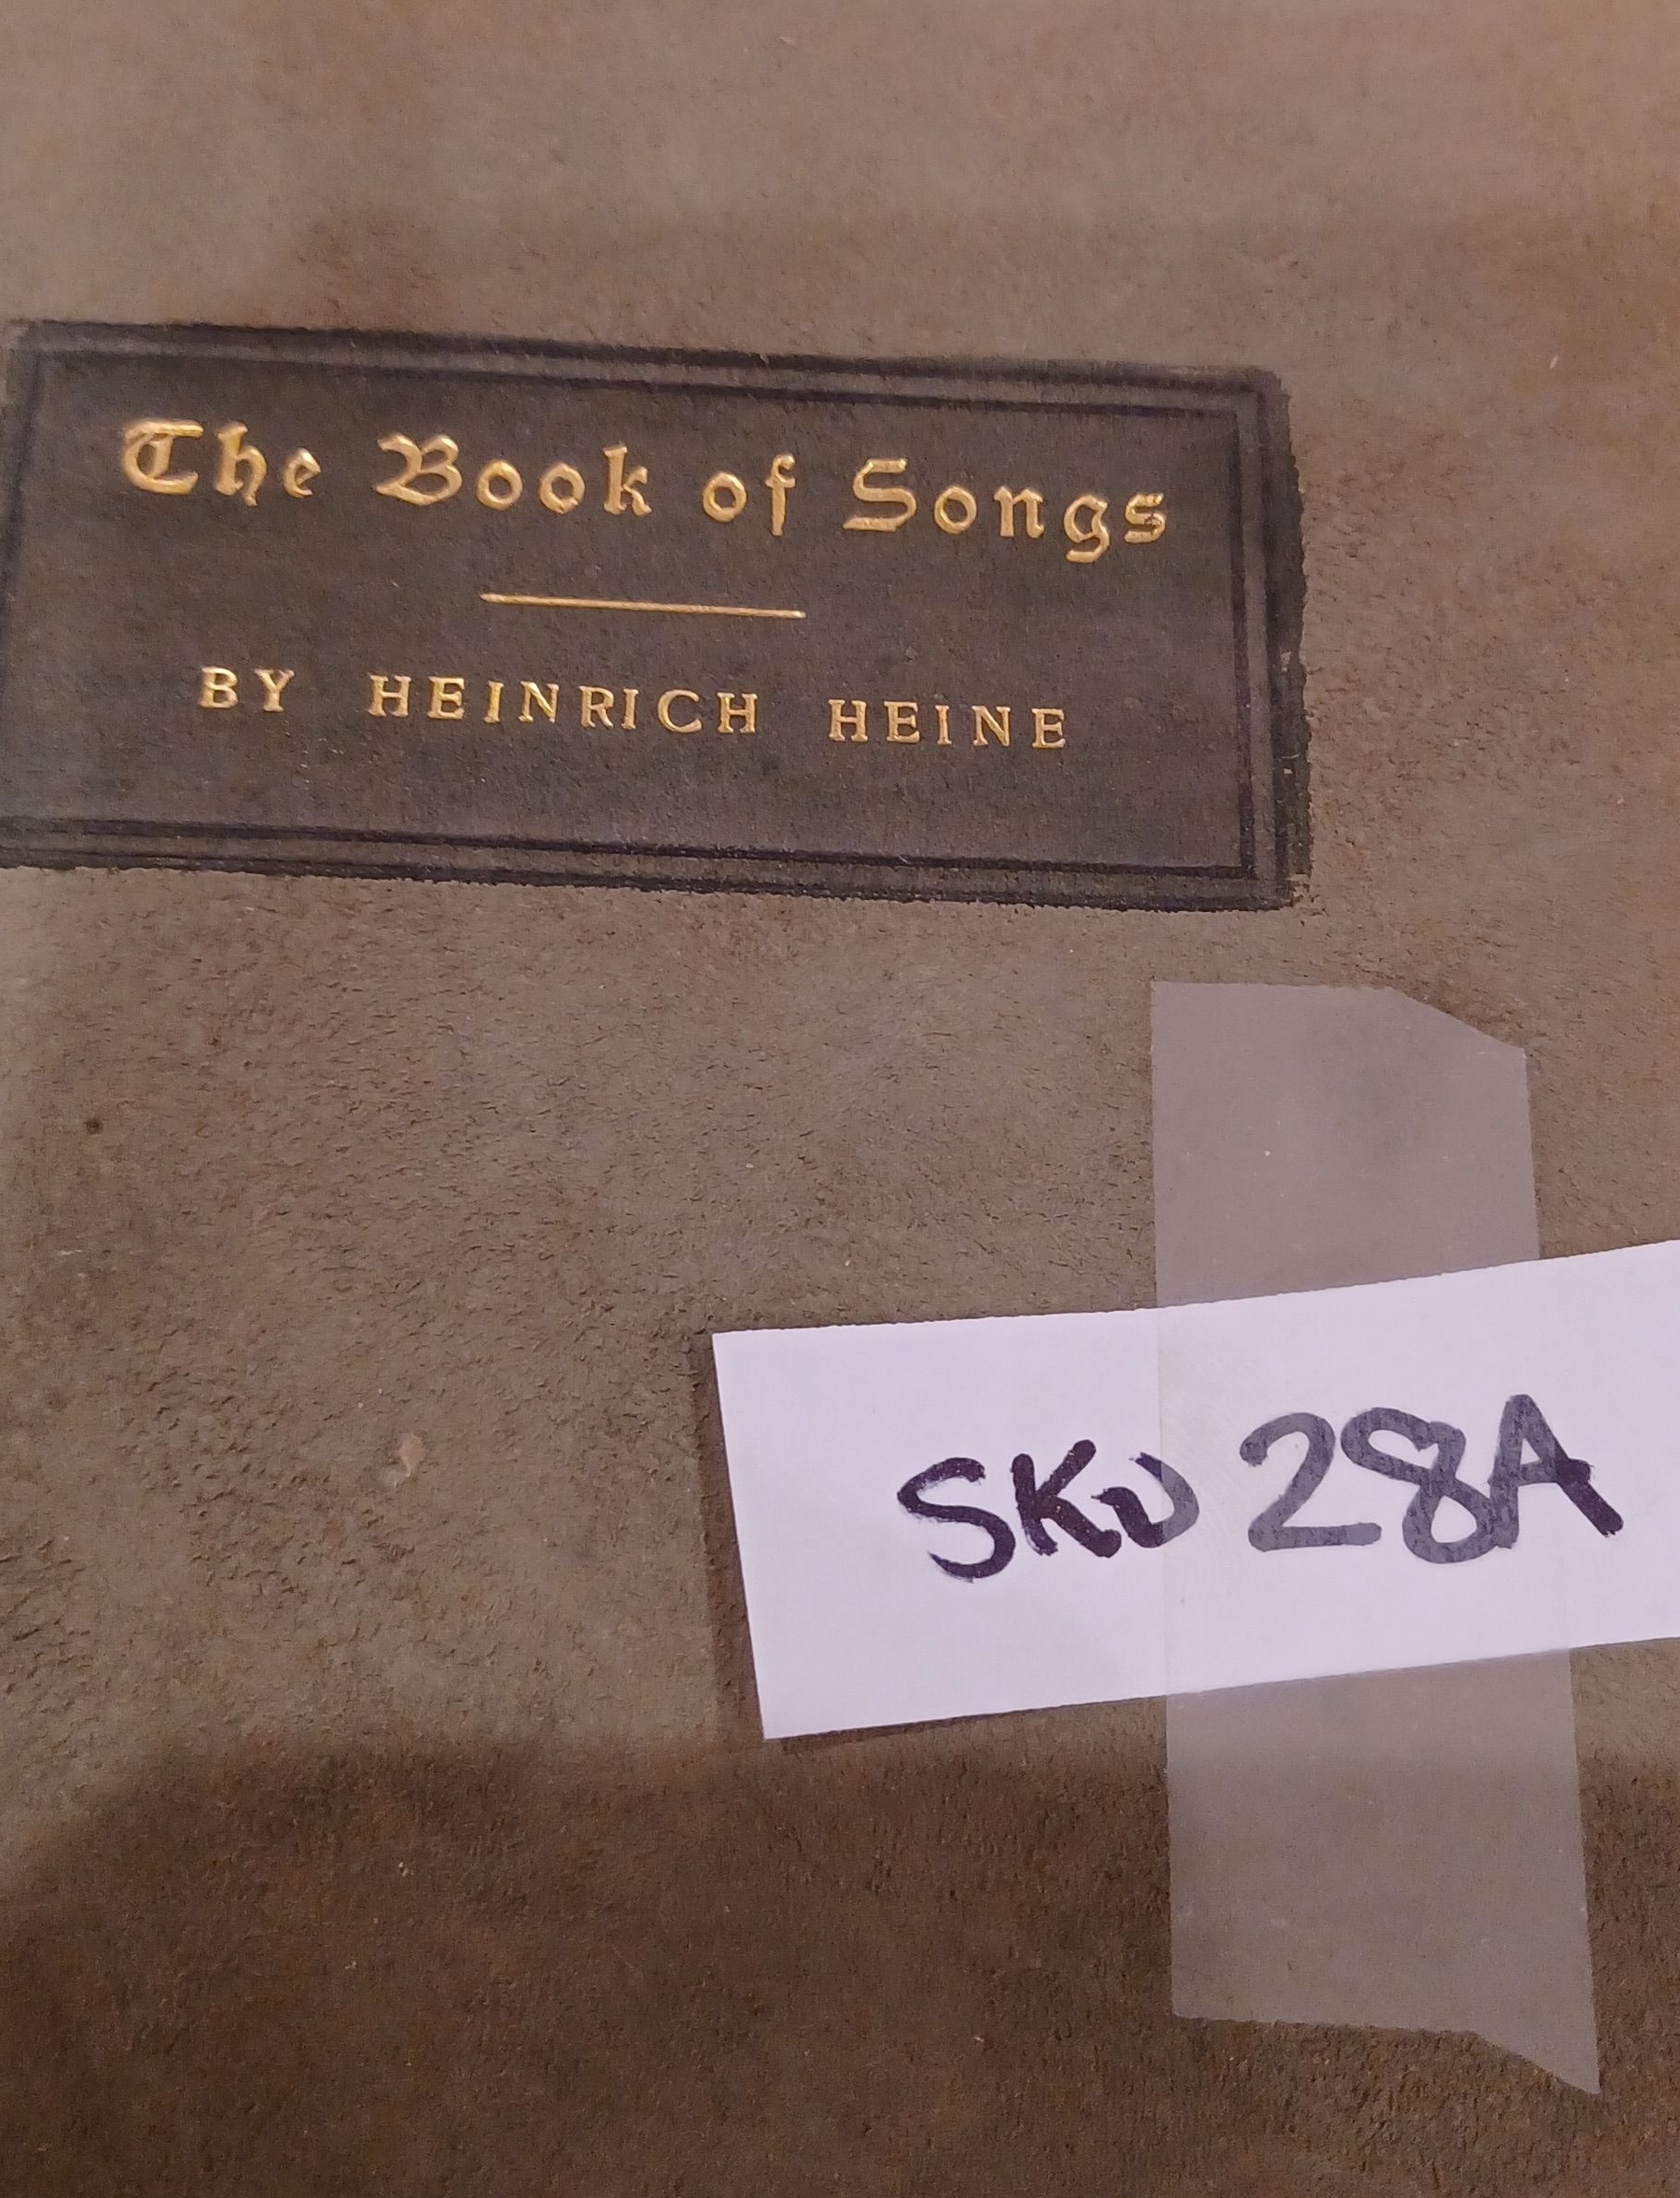 The Book of Songs
BY HEINRICH HEINE
SKU 28A